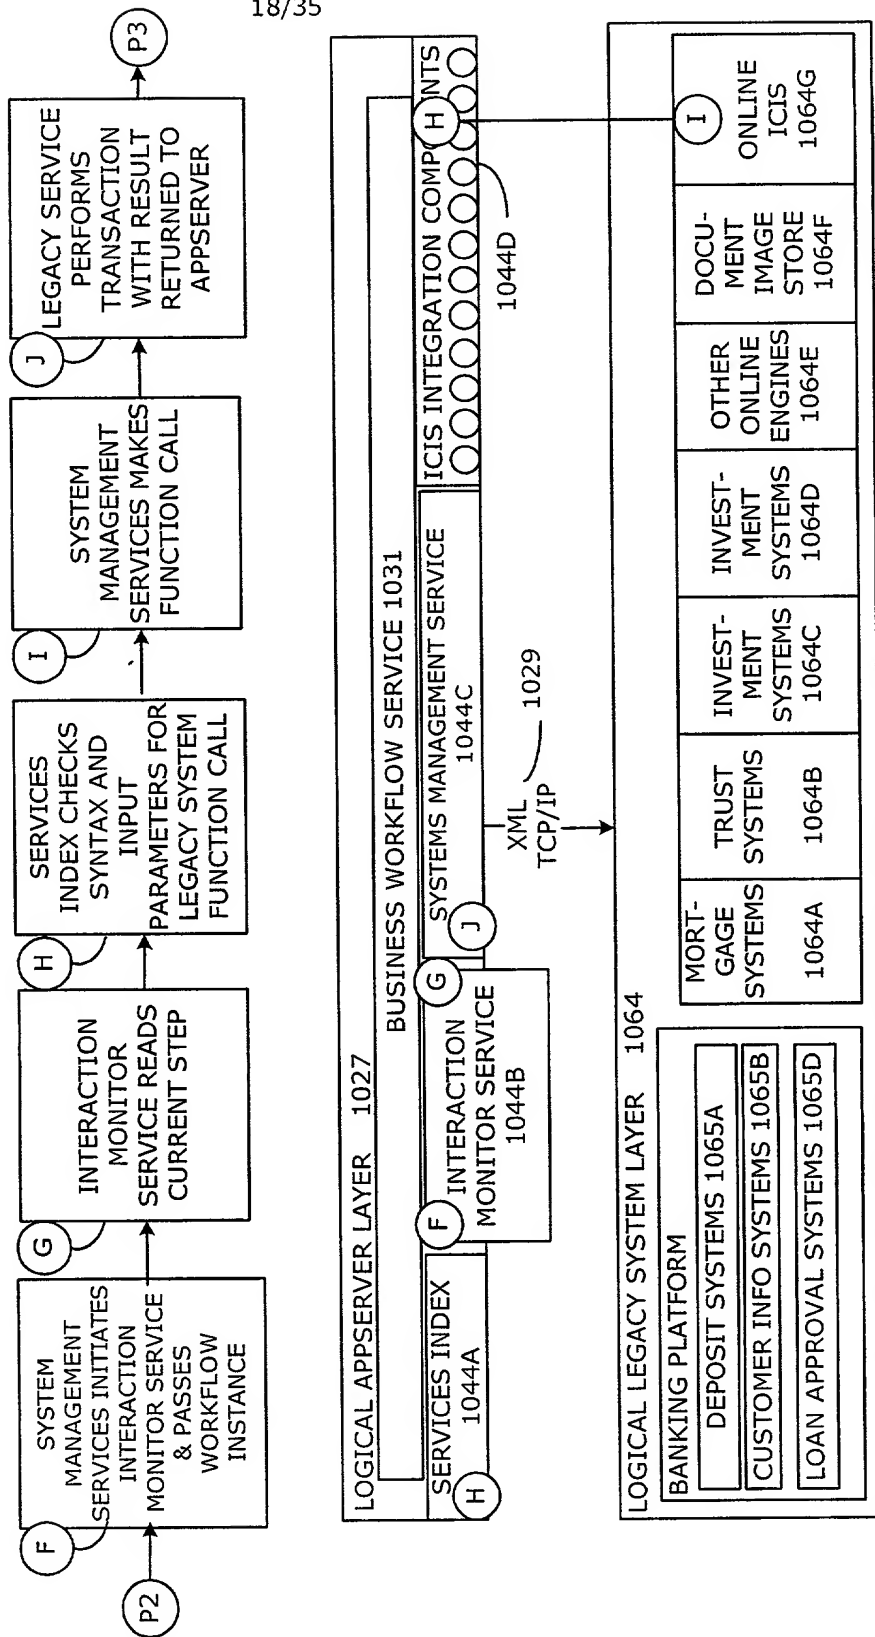 18/35
P2
F
SYSTEM
MANAGEMENT
SERVICES INITIATES
INTERACTION
MONITOR SERVICE
& PASSES
WORKFLOW
INSTANCE
G
INTERACTION
MONITOR
SERVICE READS
CURRENT STEP
H
SERVICES
INDEX CHECKS
SYNTAX AND
INPUT
PARAMETERS FOR
LEGACY SYSTEM
FUNCTION CALL
I
SYSTEM
MANAGEMENT
SERVICES MAKES
FUNCTION CALL
J
LEGACY SERVICE
PERFORMS
TRANSACTION
WITH RESULT
RETURNED TO
APPSERVER
P3
LOGICAL APPSERVER LAYER 1027
BUSINESS WORKFLOW SERVICE 1031
H
SERVICES INDEX
1044A
F
INTERACTION
MONITOR SERVICE
1044B
G
J
SYSTEMS MANAGEMENT SERVICE
1044C
ICIS INTEGRATION COMPONENTS
H
1044D
XML
TCP/IP
1029
LOGICAL LEGACY SYSTEM LAYER 1064
BANKING PLATFORM
DEPOSIT SYSTEMS 1065A
CUSTOMER INFO SYSTEMS 1065B
LOAN APPROVAL SYSTEMS 1065D
MORT-
GAGE
SYSTEMS
1064A
TRUST
SYSTEMS
1064B
INVEST-
MENT
SYSTEMS
1064C
INVEST-
MENT
SYSTEMS
1064D
OTHER
ONLINE
ENGINES
1064E
DOCU-
MENT
IMAGE
STORE
1064F
I
ONLINE
ICIS
1064G